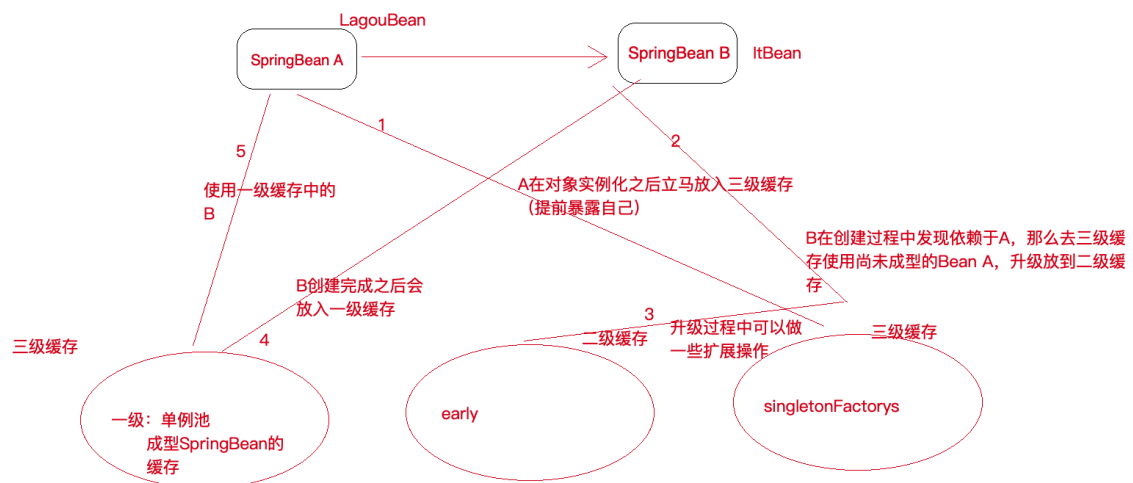 LagouBean
SpringBean A
SpringBean B
ItBean
1
2
5
使用一级缓存中的
B
A在对象实例化之后立马放入三级缓存
（提前暴露自己）
B在创建过程中发现依赖于A，那么去三级缓
存使用尚未成型的Bean A，升级放到二级缓
存
B创建完成之后会
放入一级缓存
3
升级过程中可以做
一些扩展操作
4
三级缓存
二级缓存
三级缓存
一级：单例池
成型SpringBean的
缓存
early
singletonFactorys